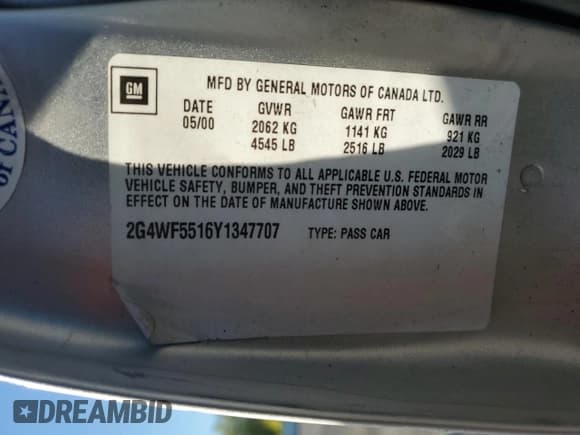 of CANA
GM
MFD BY GENERAL MOTORS OF CANADA LTD.
DATE GVWR GAWR FRT GAWR RR
05/00 2062 KG 1141 KG 921 KG
4545 LB 2516 LB 2029 LB
THIS VEHICLE CONFORMS TO ALL APPLICABLE U.S. FEDERAL MOTOR
VEHICLE SAFETY, BUMPER, AND THEFT PREVENTION STANDARDS IN
EFFECT ON THE DATE OF MANUFACTURE SHOWN ABOVE.
2G4WF5516Y1347707 TYPE: PASS CAR
DREAMBID